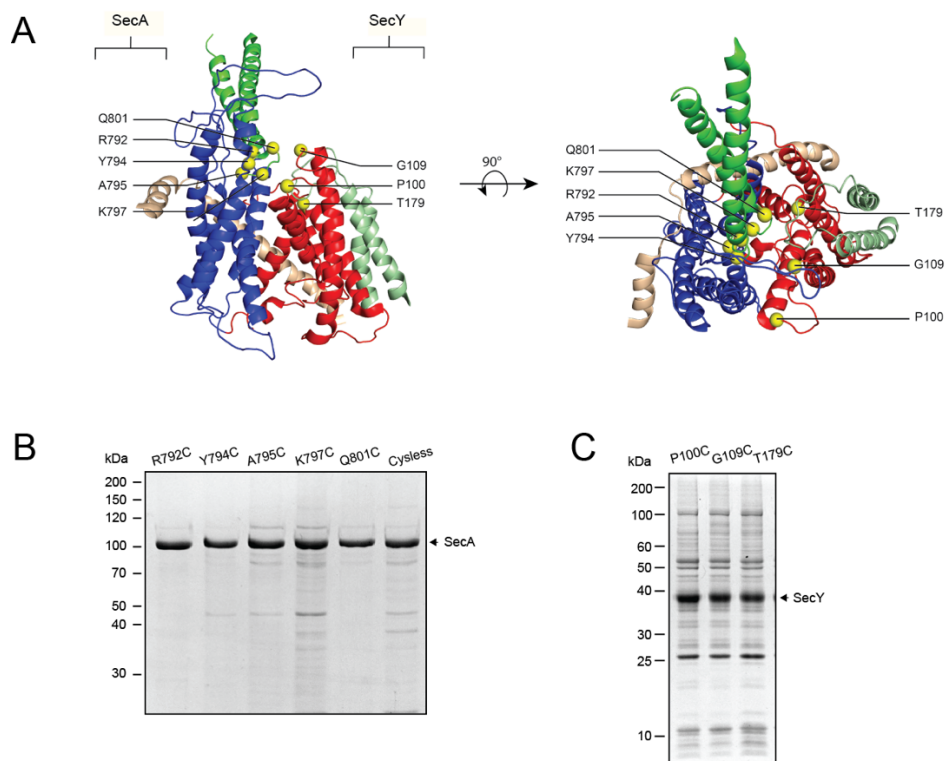 A
SecA
SecY
Q801
R792
Y794
A795
K797
G109
P100
T179
90°
Q801
K797
R792
A795
Y794
T179
G109
P100
B
kDa
R792C Y794C A795C K797C Q801C Cysless
200
150
120
100
70
50
40
30
SecA
C
kDa
P100C G109C T179C
200
100
60
50
40
30
25
10
SecY